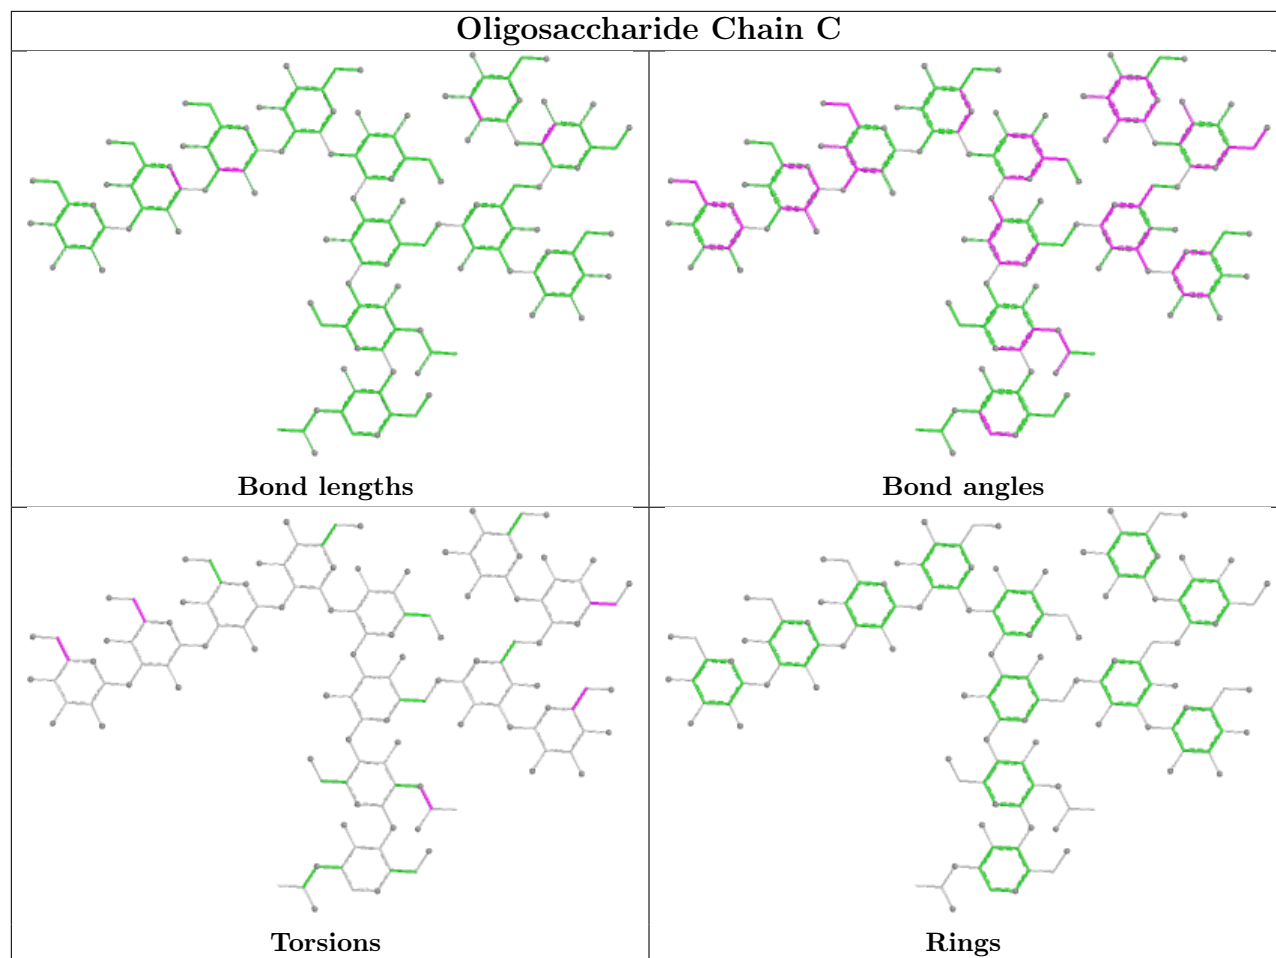 Oligosaccharide Chain C
Bond lengths
Bond angles
Torsions
Rings